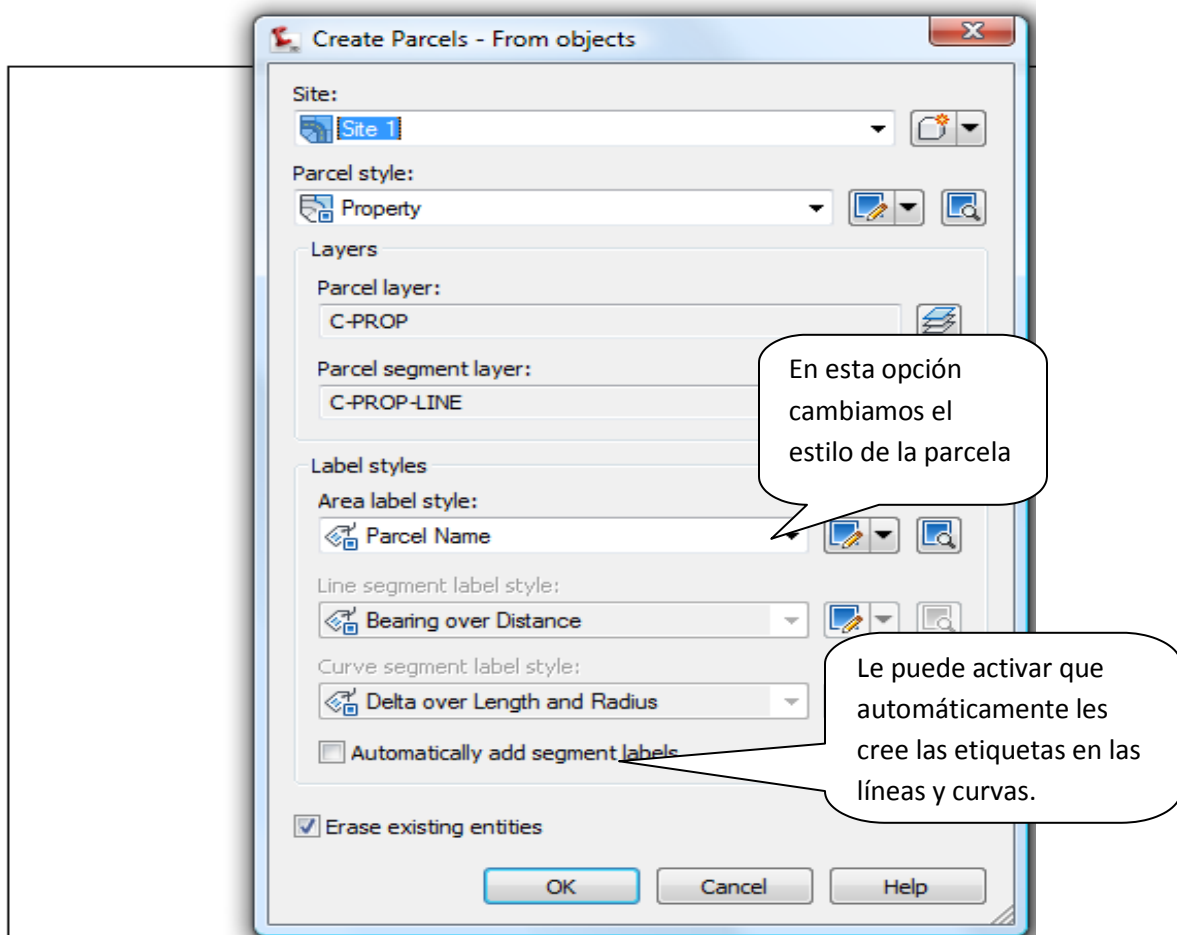 Create Parcels - From objects
Site:
Site 1
Parcel style:
Property
Layers
Parcel layer:
C-PROP
Parcel segment layer:
C-PROP-LINE
En esta opción
cambiamos el
estilo de la parcela
Label styles
Area label style:
Parcel Name
Line segment label style:
Bearing over Distance
Curve segment label style:
Delta over Length and Radius
Le puede activar que
automáticamente les
cree las etiquetas en las
líneas y curvas.
Automatically add segment labels
Erase existing entities
OK
Cancel
Help